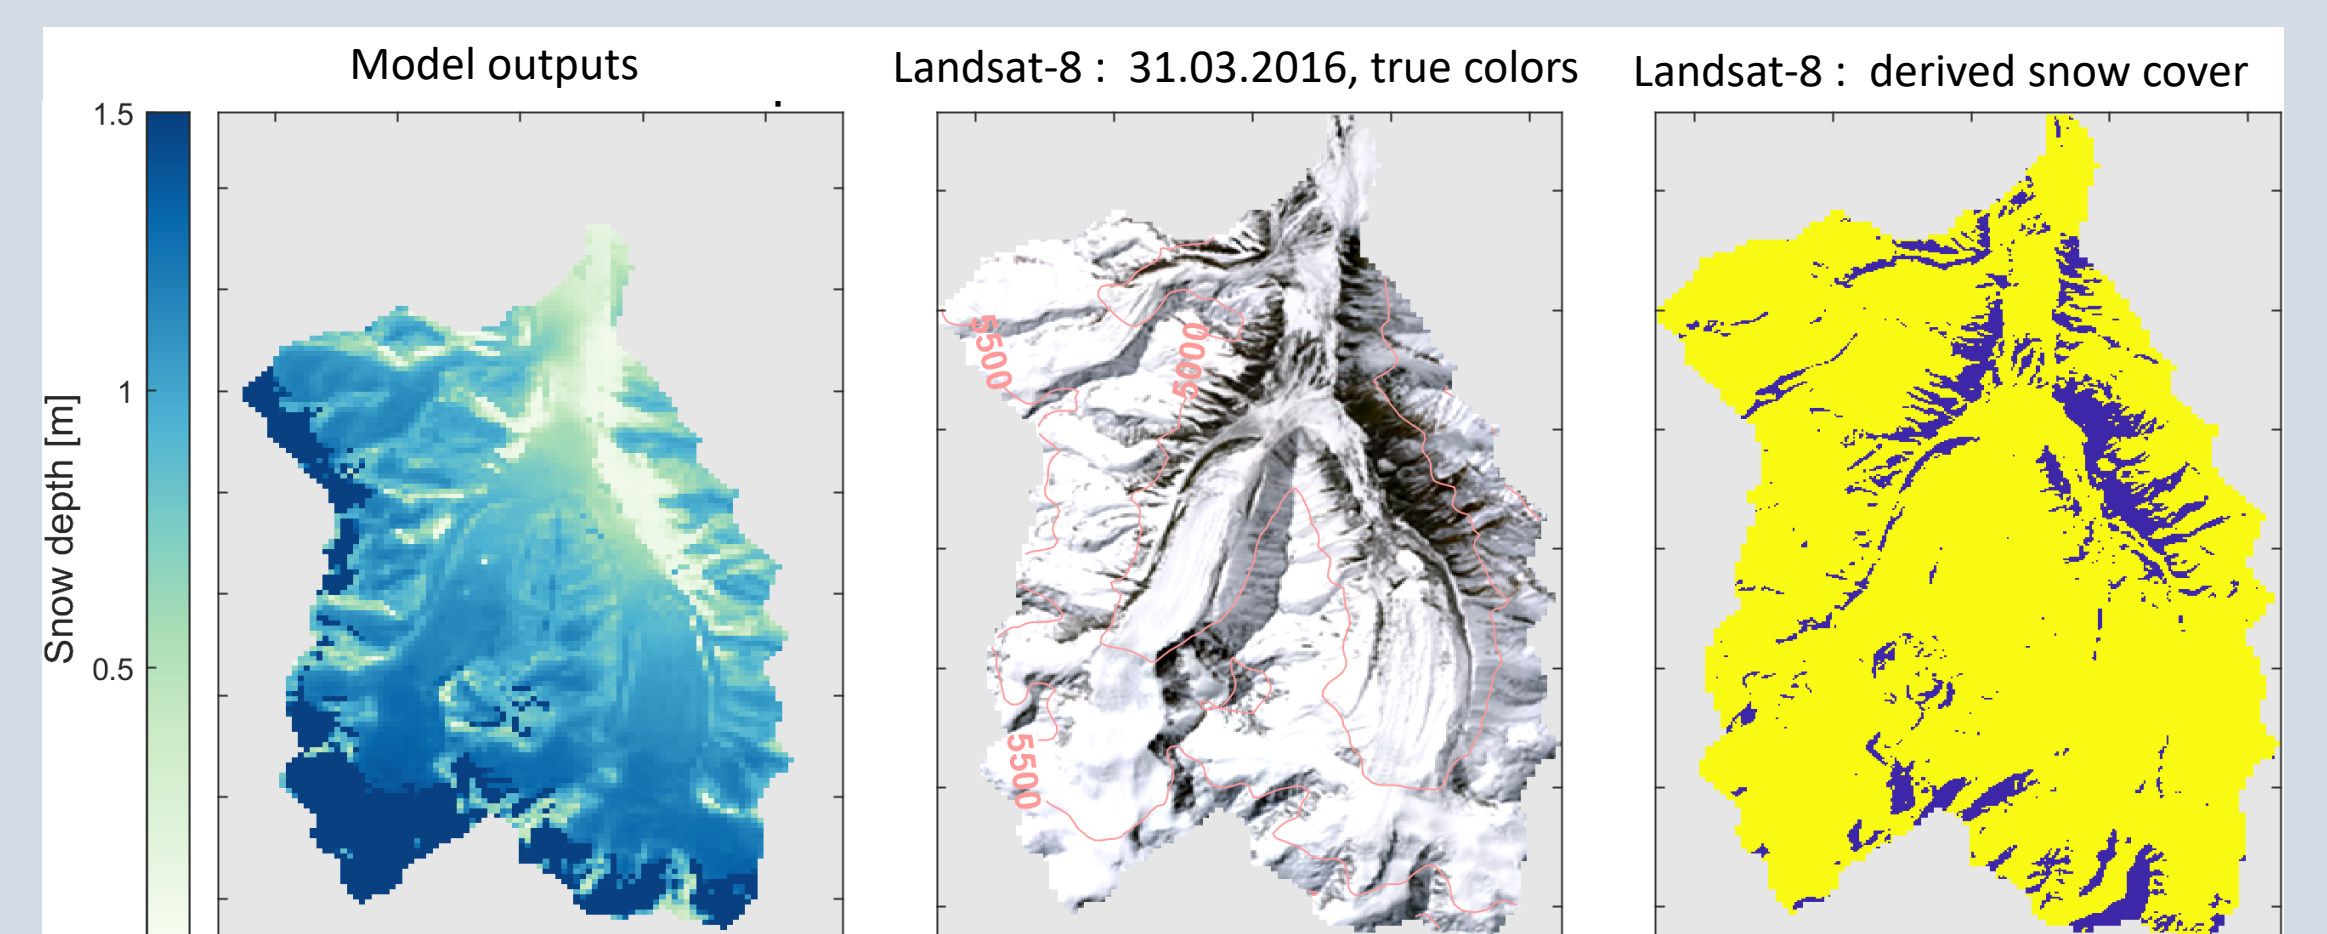 Model outputs
Landsat-8 : 31.03.2016, true colors
Landsat-8 : derived snow cover
1.5
1
0.5
Snow depth [m]
5500
5000
5500